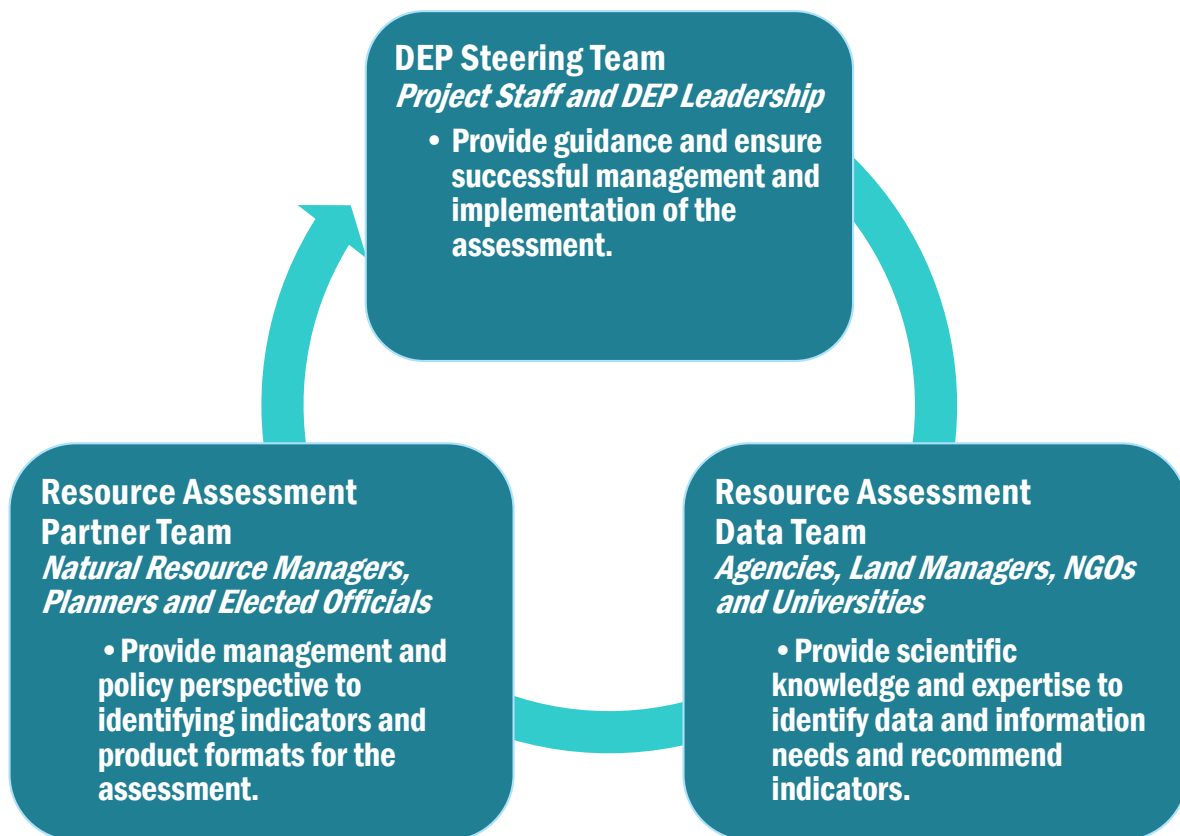 DEP Steering Team
Project Staff and DEP Leadership
• Provide guidance and ensure
successful management and
implementation of the
assessment.
Resource Assessment
Partner Team
Natural Resource Managers,
Planners and Elected Officials
• Provide management and
policy perspective to
identifying indicators and
product formats for the
assessment.
Resource Assessment
Data Team
Agencies, Land Managers, NGOs
and Universities
• Provide scientific
knowledge and expertise to
identify data and information
needs and recommend
indicators.